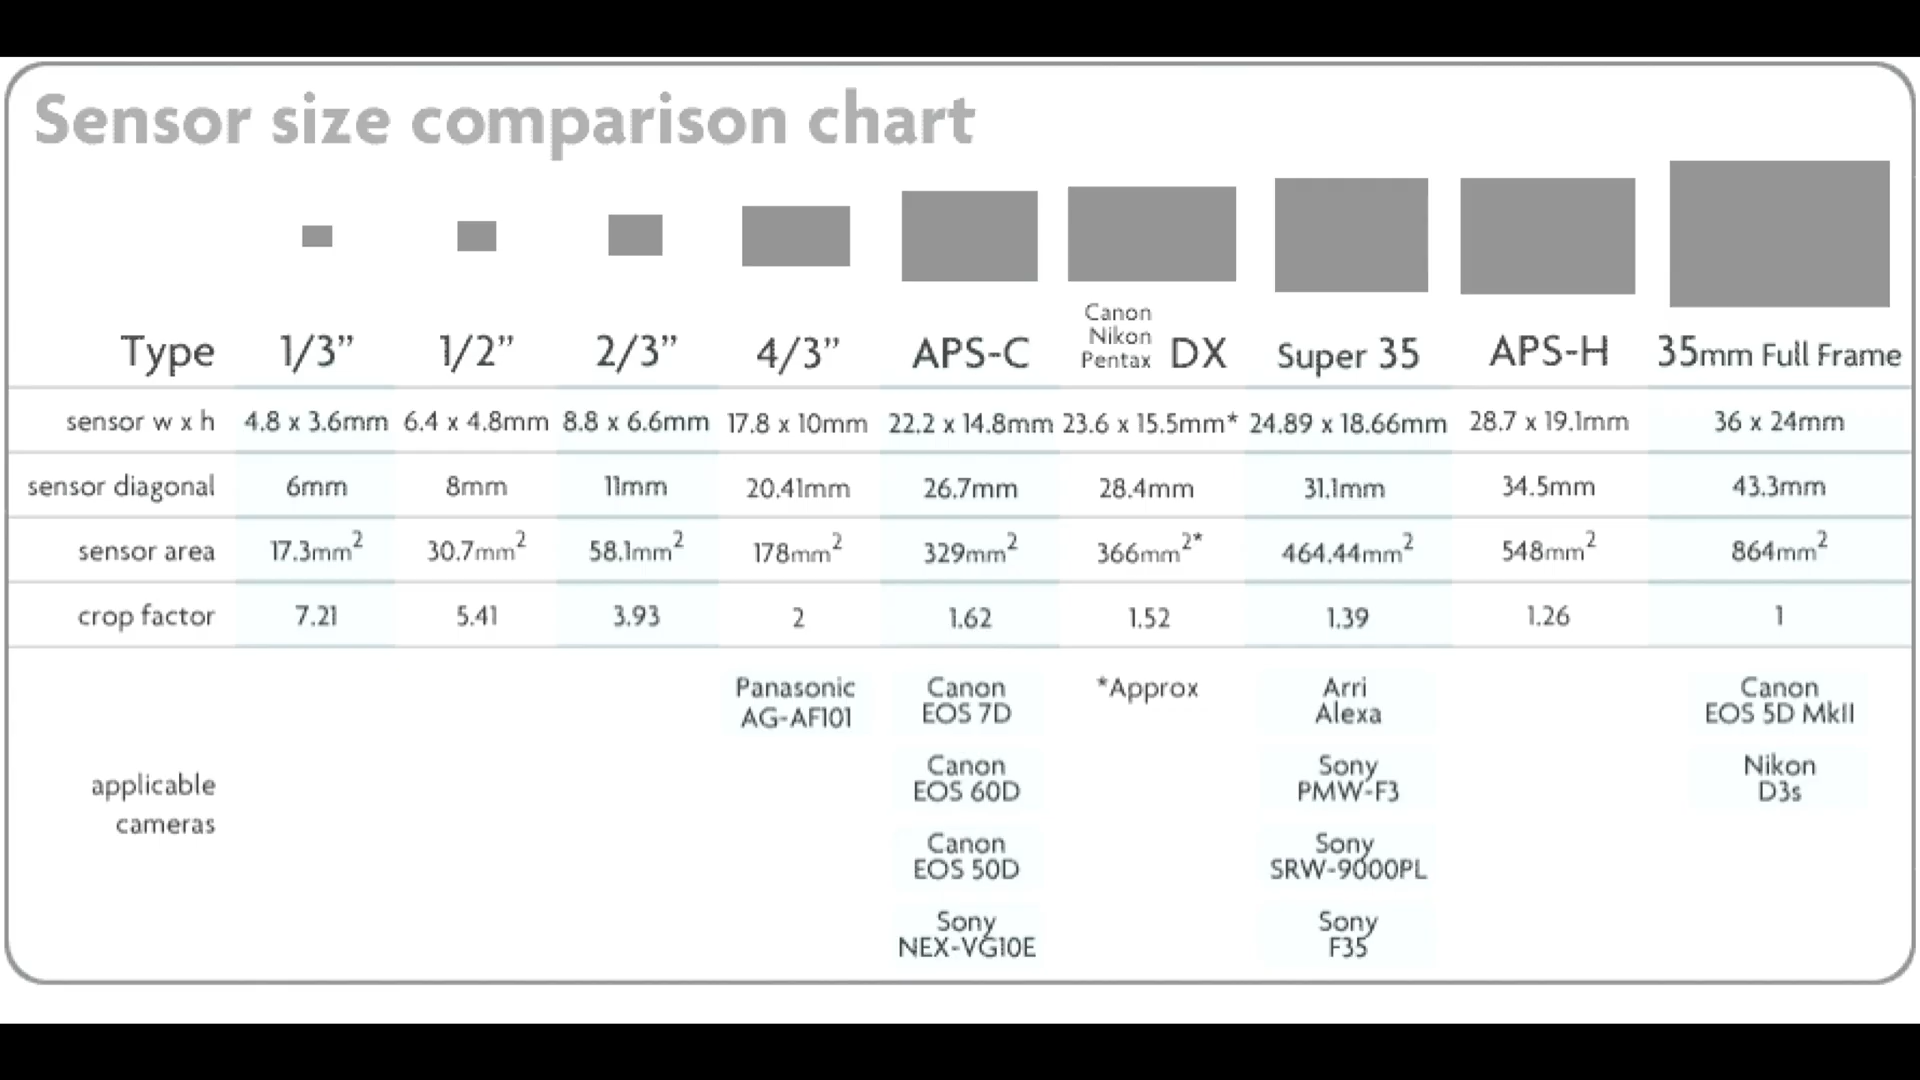 Sensor size comparison chart
Type 1/3” 1/2” 2/3” 4/3” APS-C Canon Nikon Pentax DX Super 35 APS-H 35mm Full Frame
sensor w x h 4.8 x 3.6mm 6.4 x 4.8mm 8.8 x 6.6mm 17.8 x 10mm 22.2 x 14.8mm 23.6 x 15.5mm* 24.89 x 18.66mm 28.7 x 19.1mm 36 x 24mm
sensor diagonal 6mm 8mm 11mm 20.41mm 26.7mm 28.4mm 31.1mm 34.5mm 43.3mm
sensor area 17.3mm² 30.7mm² 58.1mm² 178mm² 329mm² 366mm²* 464.44mm² 548mm² 864mm²
crop factor 7.21 5.41 3.93 2 1.62 1.52 1.39 1.26 1
applicable
cameras
Panasonic
AG-AF101
Canon
EOS 7D
Canon
EOS 60D
Canon
EOS 50D
Sony
NEX-VG10E
*Approx
Arri
Alexa
Sony
PMW-F3
Sony
SRW-9000PL
Sony
F35
Canon
EOS 5D MkII
Nikon
D3s